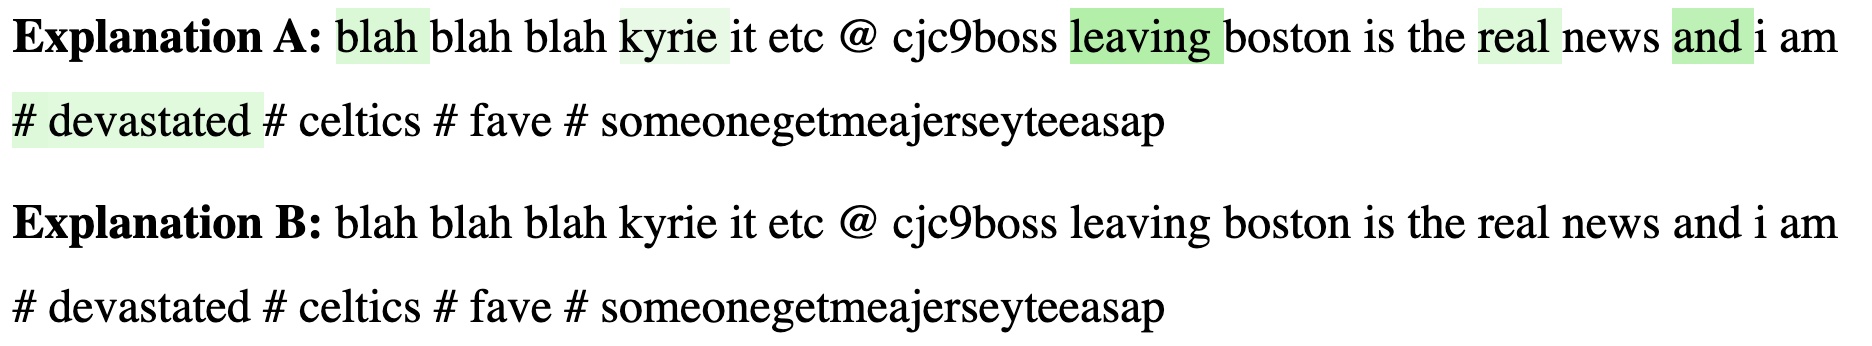 Explanation A: blah blah blah kyrie it etc @ cjc9boss leaving boston is the real news and i am
# devastated # celtics # fave # someonegetmeajerseyteeasap
Explanation B: blah blah blah kyrie it etc @ cjc9boss leaving boston is the real news and i am
# devastated # celtics # fave # someonegetmeajerseyteeasap